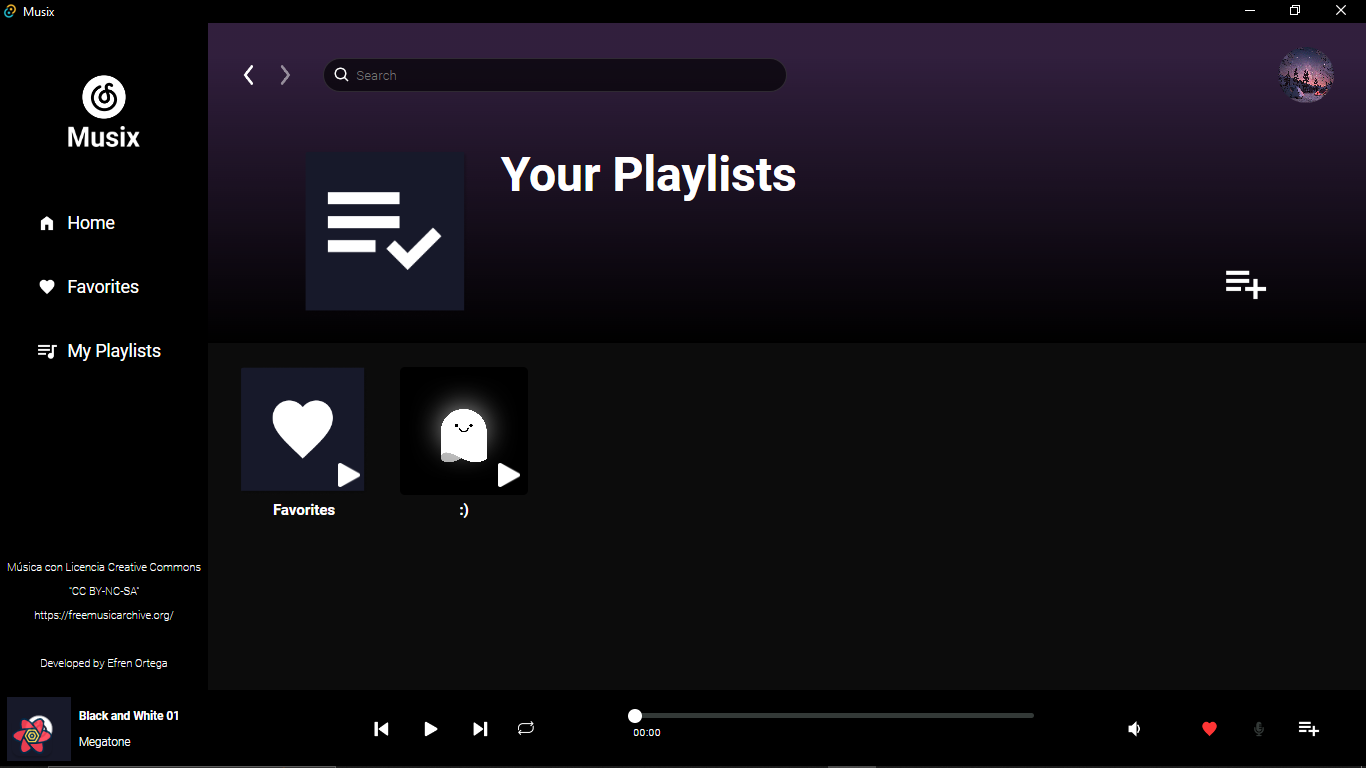 Musix
Search
Musix
Your Playlists
Home
Favorites
My Playlists
Favorites
:)
Música con Licencia Creative Commons
"CC BY-NC-SA"
https://freemusicarchive.org/
Developed by Efren Ortega
Black and White 01
Megatone
00:00